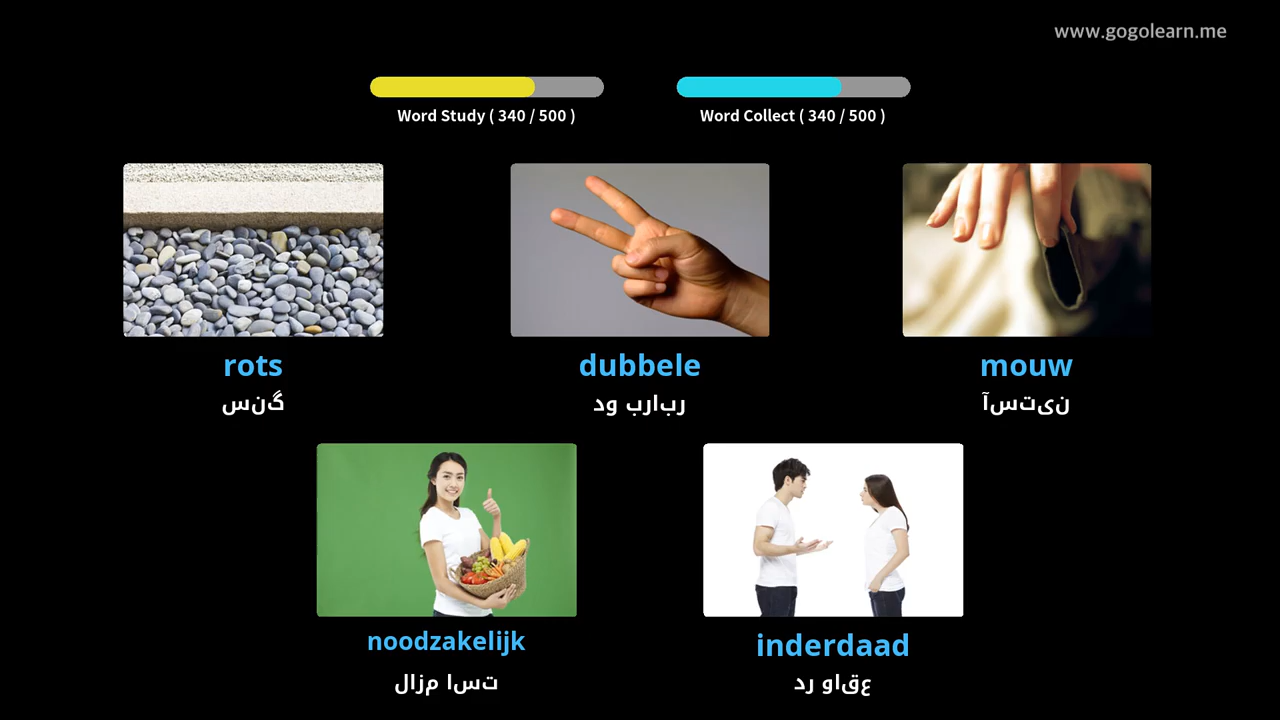 www.gogolearn.me
Word Study ( 340 / 500 )
Word Collect ( 340 / 500 )
rots
گنس
dubbele
ربارب ود
mouw
نیتسآ
noodzakelijk
تسا مزال
inderdaad
عقاو رد